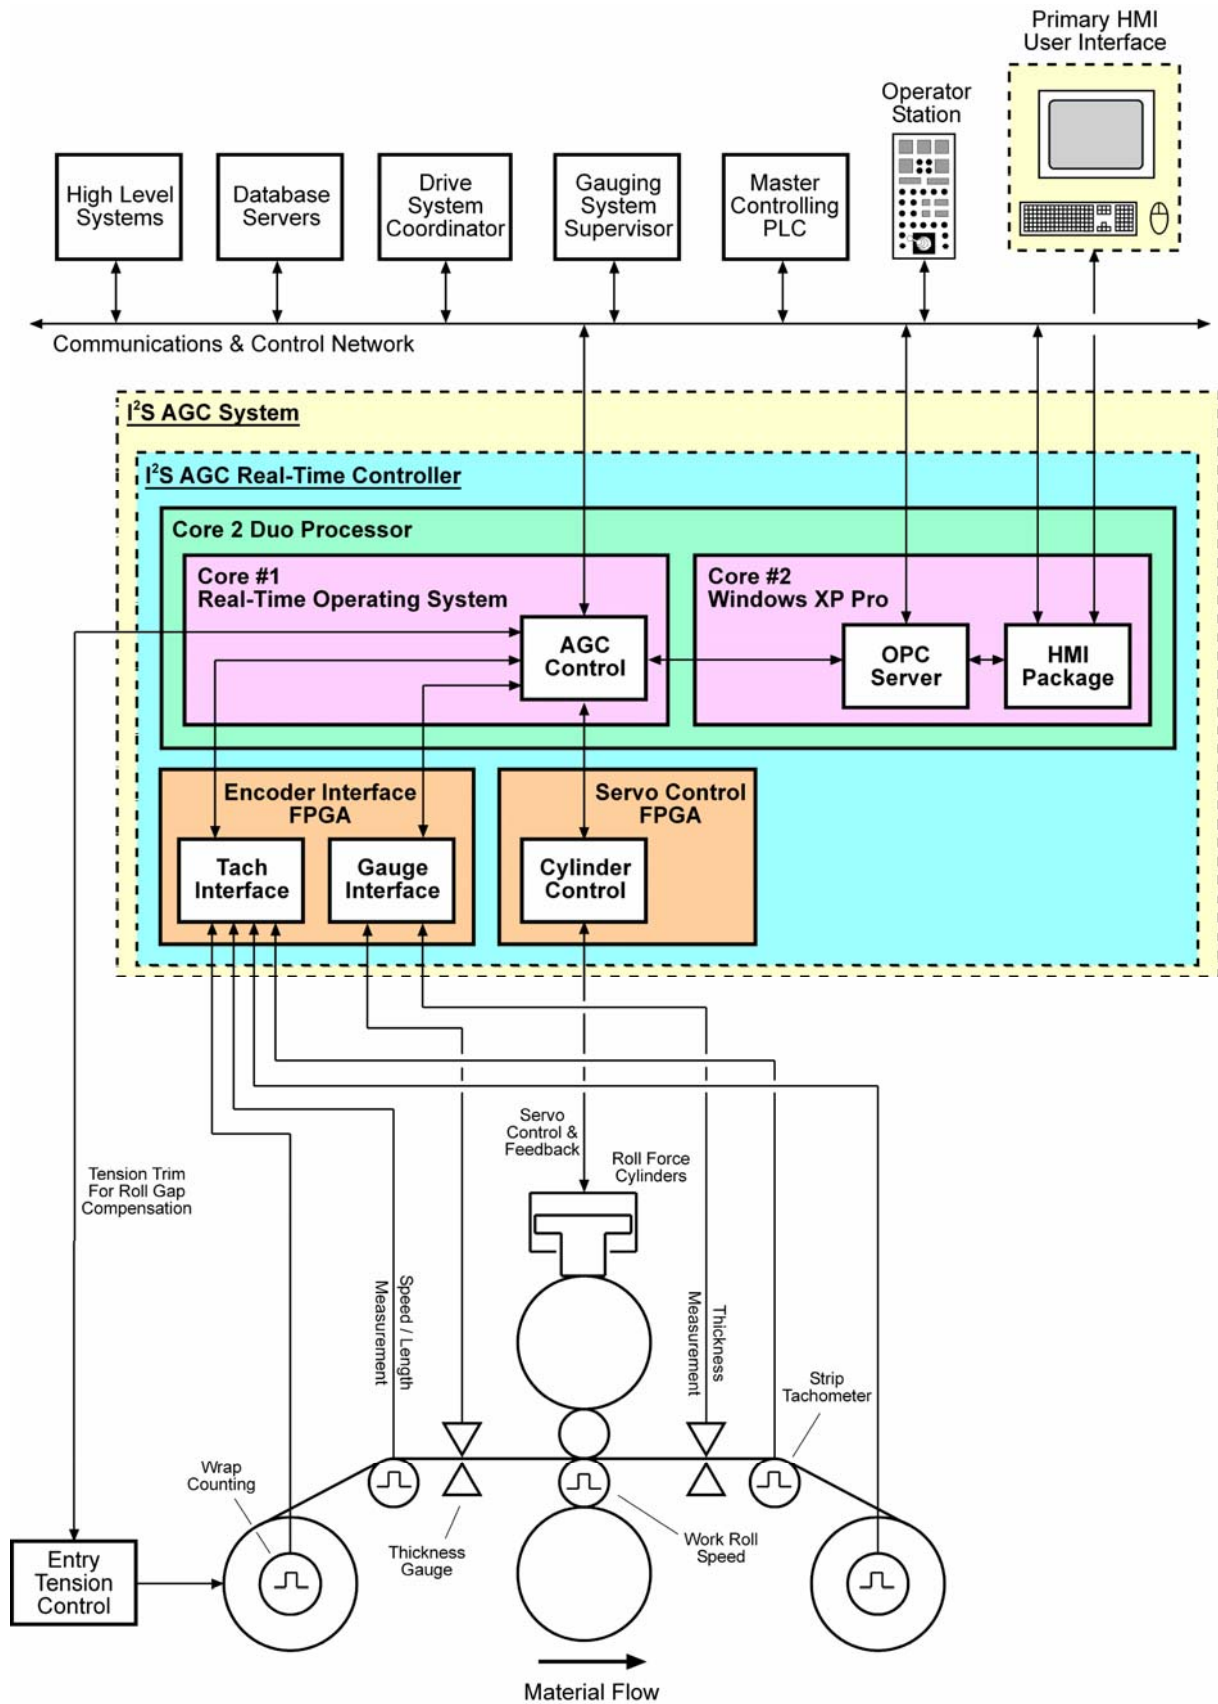 Primary HMI
User Interface
Operator
Station
High Level
Systems
Database
Servers
Drive
System
Coordinator
Gauging
System
Supervisor
Master
Controlling
PLC
Communications & Control Network
I²S AGC System
I²S AGC Real-Time Controller
Core 2 Duo Processor
Core #1
Real-Time Operating System
Core #2
Windows XP Pro
AGC
Control
OPC
Server
HMI
Package
Encoder Interface
FPGA
Servo Control
FPGA
Tach
Interface
Gauge
Interface
Cylinder
Control
Servo
Control &
Feedback
Roll Force
Cylinders
Tension Trim
For Roll Gap
Compensation
Speed / Length
Measurement
Thickness
Measurement
Strip
Tachometer
Wrap
Counting
Thickness
Gauge
Work Roll
Speed
Entry
Tension
Control
Material Flow